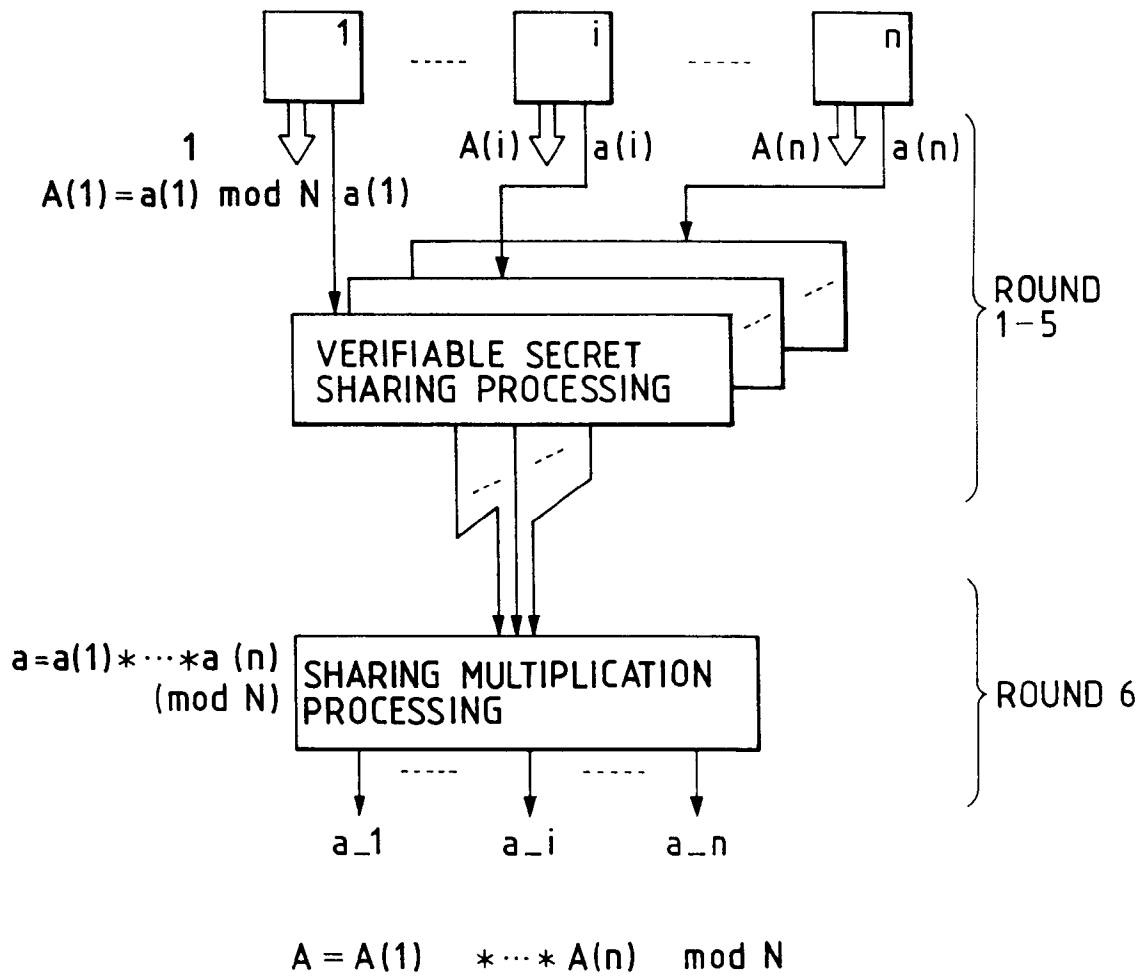 1
i
n
A(i)
a(i)
A(n)
a(n)
1
A(1)=a(1) mod N
a(1)
VERIFIABLE SECRET
SHARING PROCESSING
ROUND
1-5
a=a(1)*···*a (n)
(mod N)
SHARING MULTIPLICATION
PROCESSING
ROUND 6
a_1
a_i
a_n
A = A(1) *···* A(n) mod N